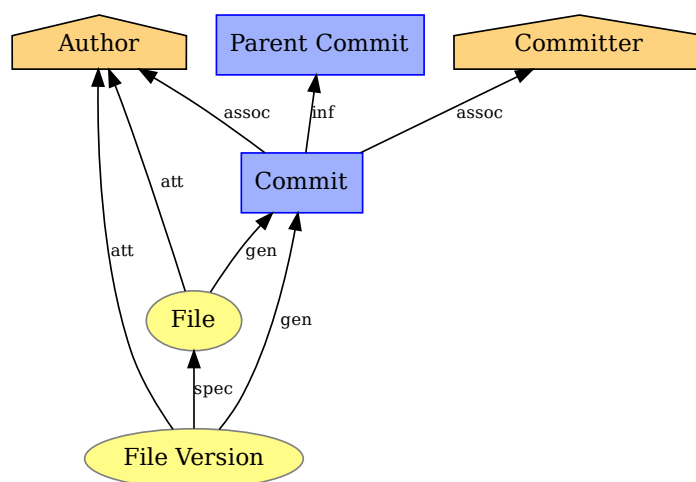 Author
Parent Commit
Committer
assoc
inf
assoc
Commit
att
att
gen
File
gen
spec
File Version